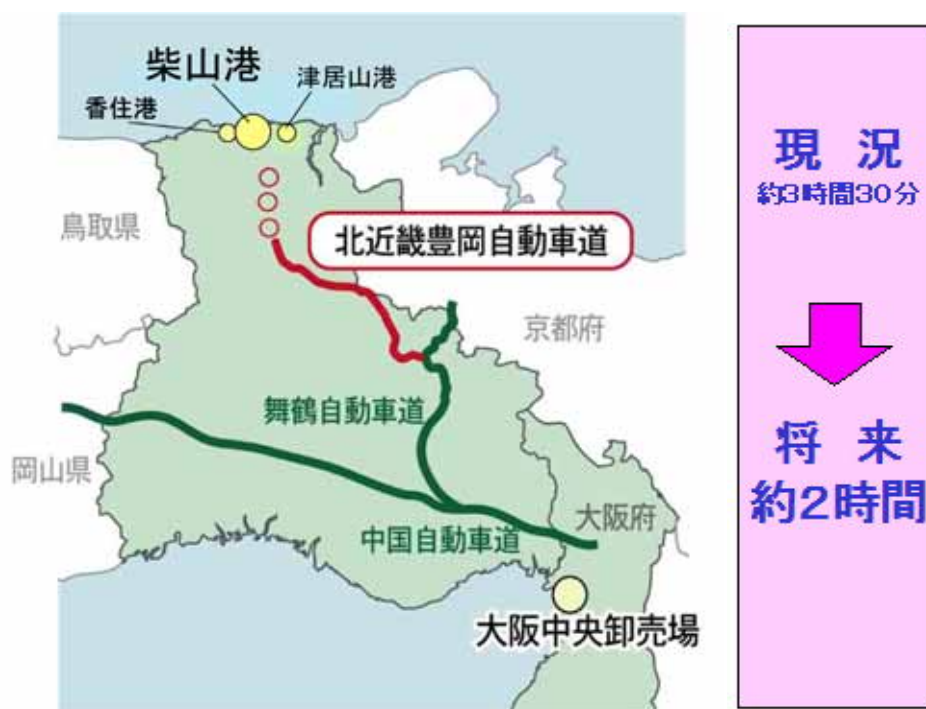 柴山港
津居山港
香住港
鳥取県
北近畿豊岡自動車道
京都府
舞鶴自動車道
岡山県
大阪府
中国自動車道
大阪中央卸売場
現 況
約3時間30分
将 来
約2時間